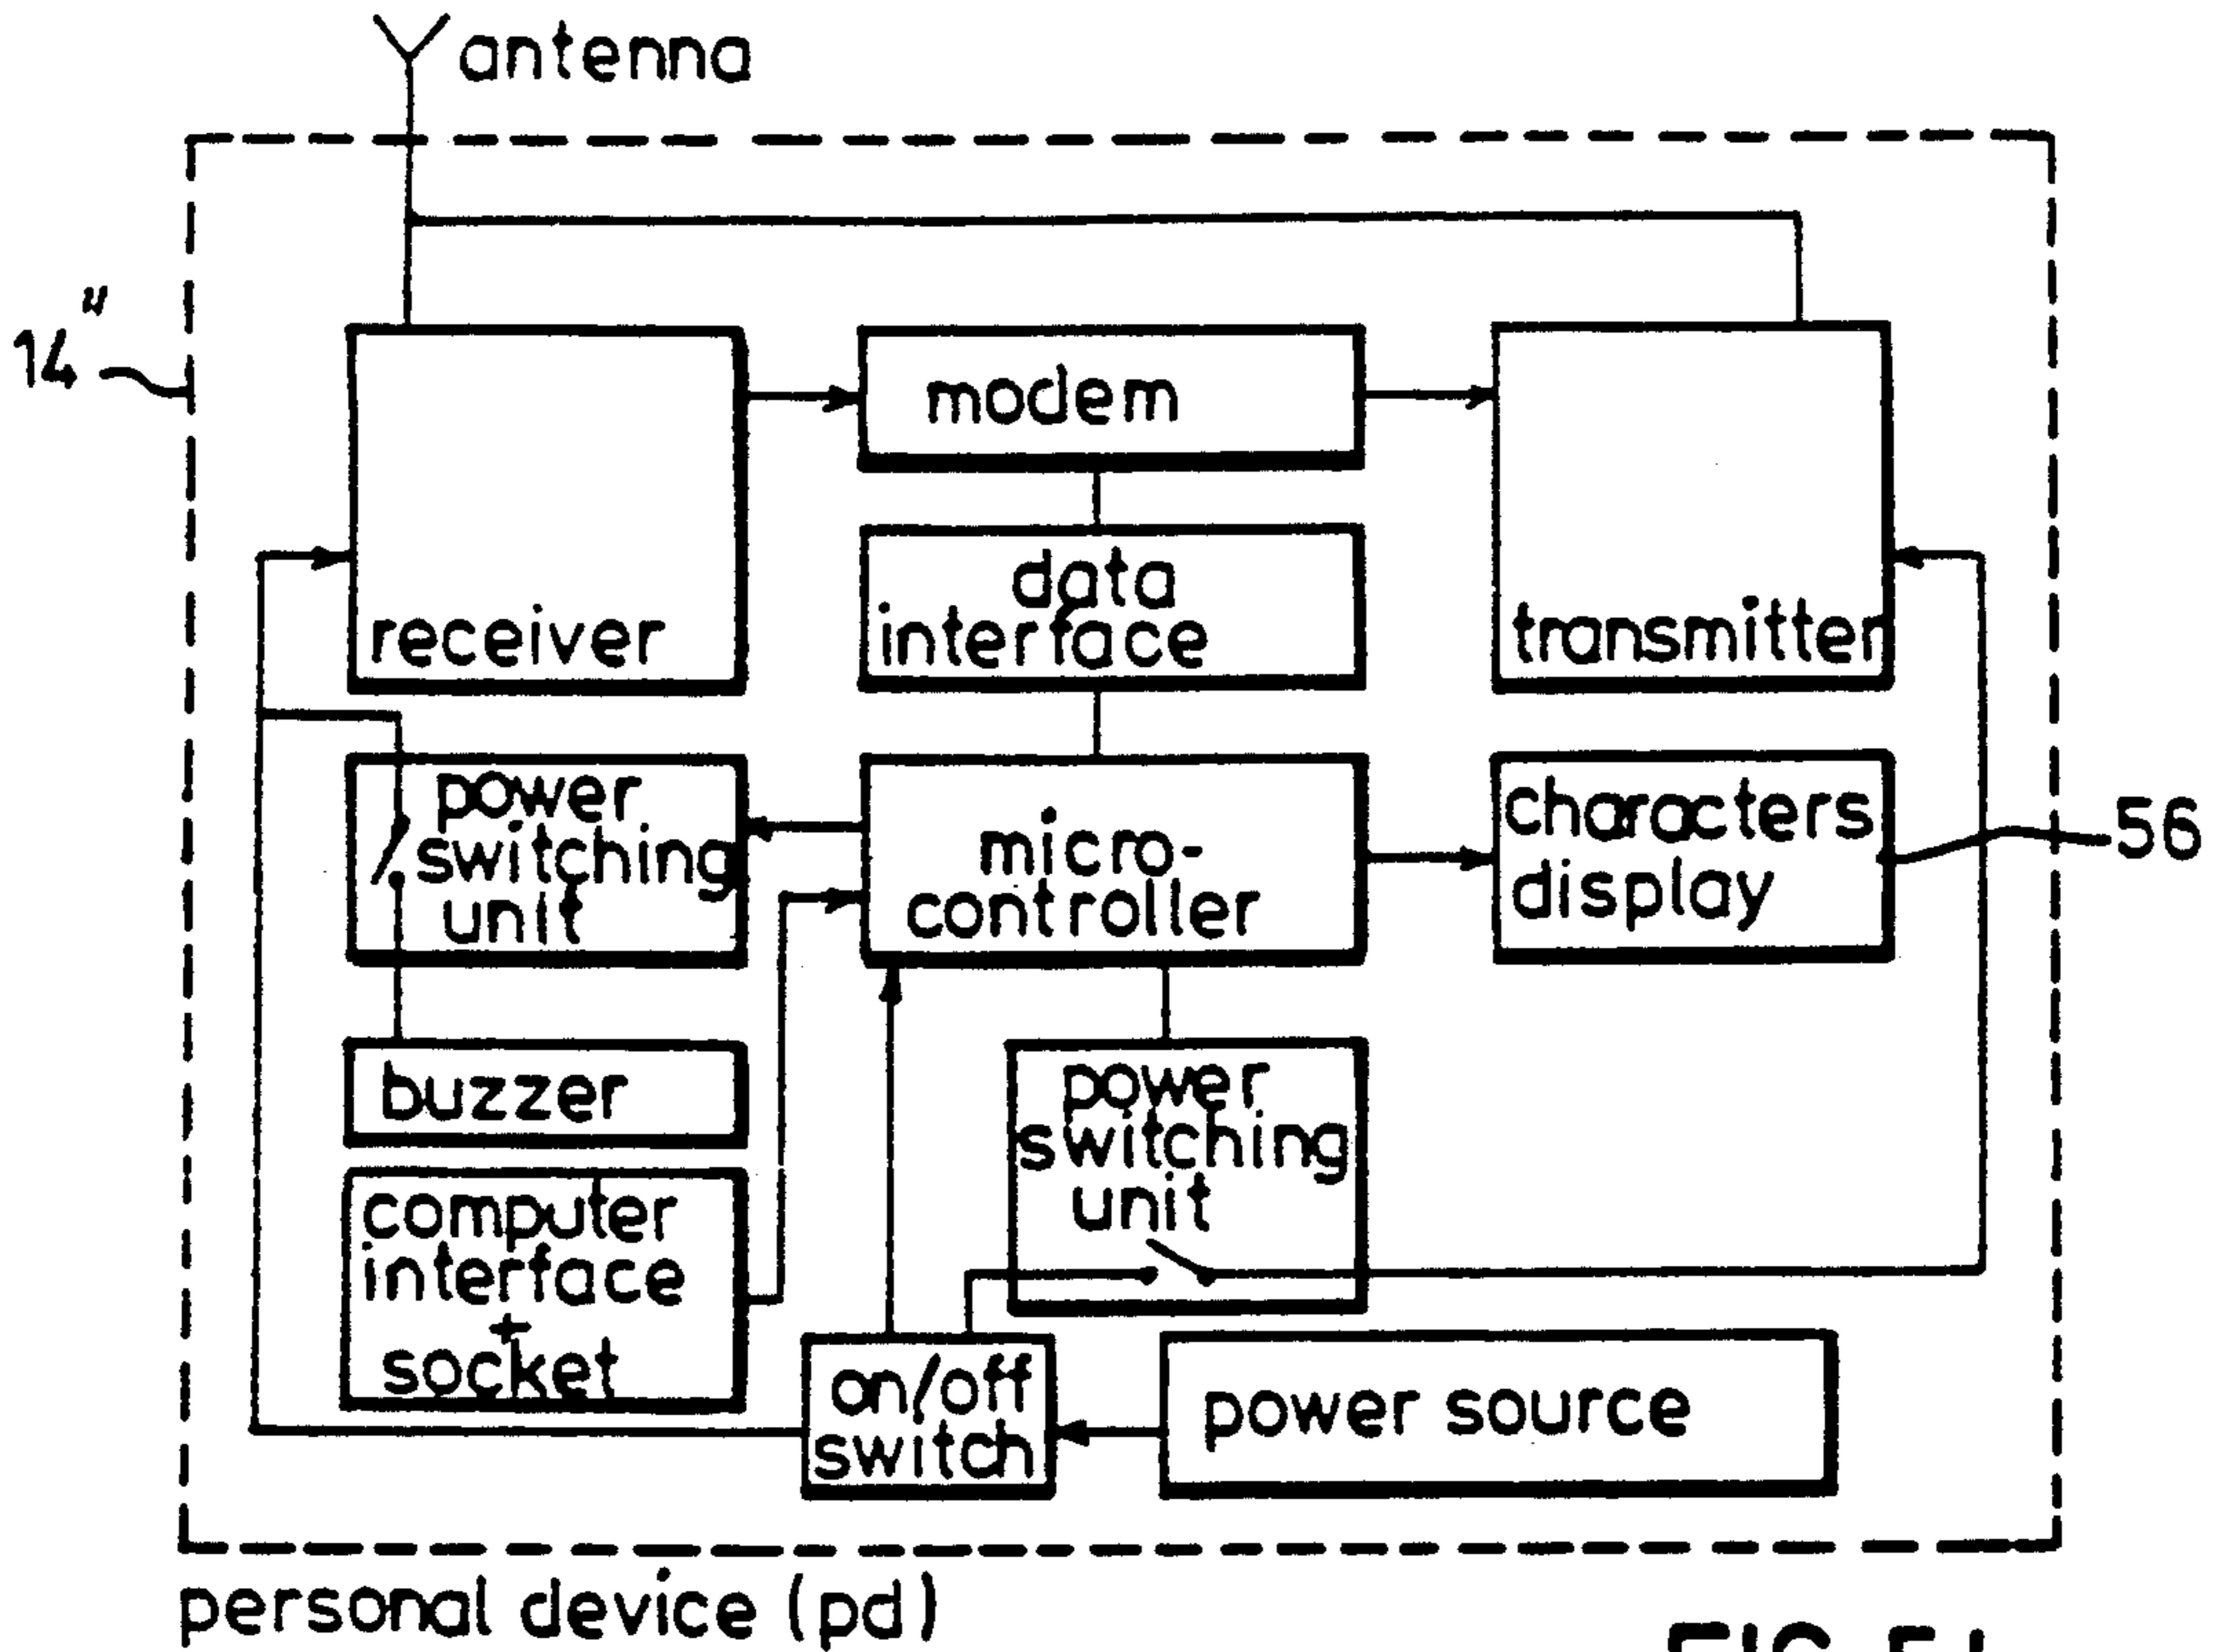 antenna
14"
modem
data
interface
receiver
transmitter
power
switching
unit
micro-
controller
characters
display
56
buzzer
power
switching
unit
computer
interface
+
socket
on/off
switch
power source
personal device (pd)